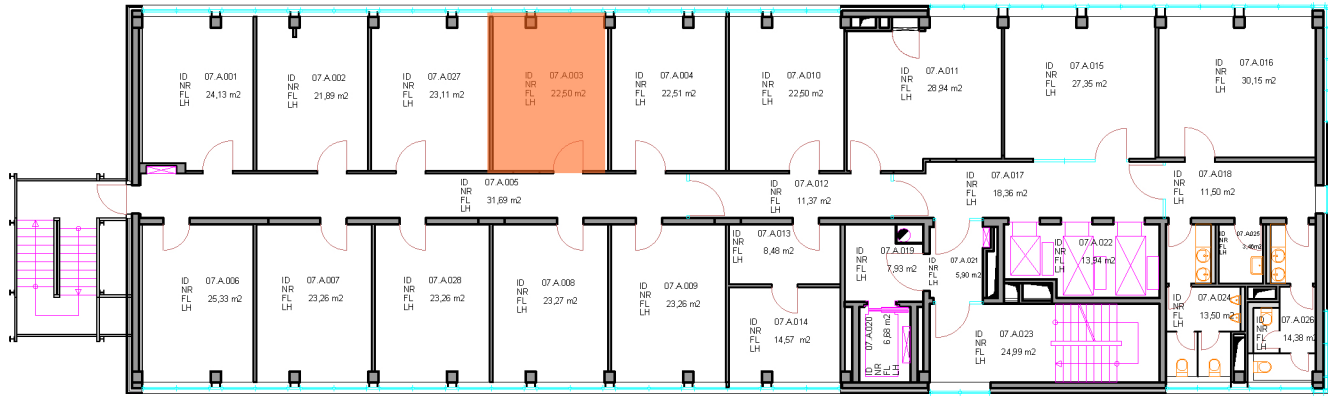 ID 07.A.001
NR
FL 24,13 m2
LH
ID 07.A.002
NR
FL 21,89 m2
LH
ID 07.A.027
NR
FL 23,11 m2
LH
ID 07.A.003
NR
FL 22,50 m2
LH
ID 07.A.004
NR
FL 22,51 m2
LH
ID 07.A.010
NR
FL 22,50 m2
LH
ID 07.A.011
NR
FL 28,94 m2
LH
ID 07.A.015
NR
FL 27,35 m2
LH
ID 07.A.016
NR
FL 30,15 m2
LH
ID 07.A.005
NR
FL 31,69 m2
LH
ID 07.A.012
NR
FL 11,37 m2
LH
ID 07.A.017
NR
FL 18,36 m2
LH
ID 07.A.018
NR
FL 11,50 m2
LH
ID 07.A.006
NR
FL 25,33 m2
LH
ID 07.A.007
NR
FL 23,26 m2
LH
ID 07.A.028
NR
FL 23,26 m2
LH
ID 07.A.008
NR
FL 23,27 m2
LH
ID 07.A.009
NR
FL 23,26 m2
LH
ID 07.A.013
NR
FL 8,48 m2
LH
ID 07.A.014
NR
FL 14,57 m2
LH
ID 07.A.019
NR
FL 7,93 m2
LH
ID 07.A.020
NR
FL 6,68 m2
LH
ID 07.A.021
NR
FL 5,90 m2
LH
ID 07.A.022
NR
FL 13,94 m2
LH
ID 07.A.023
NR
FL 24,99 m2
LH
ID 07.A.025
NR
FL
LH
ID 07.A.024
NR
FL 13,50 m2
LH
ID 07.A.026
NR
FL 14,38 m2
LH